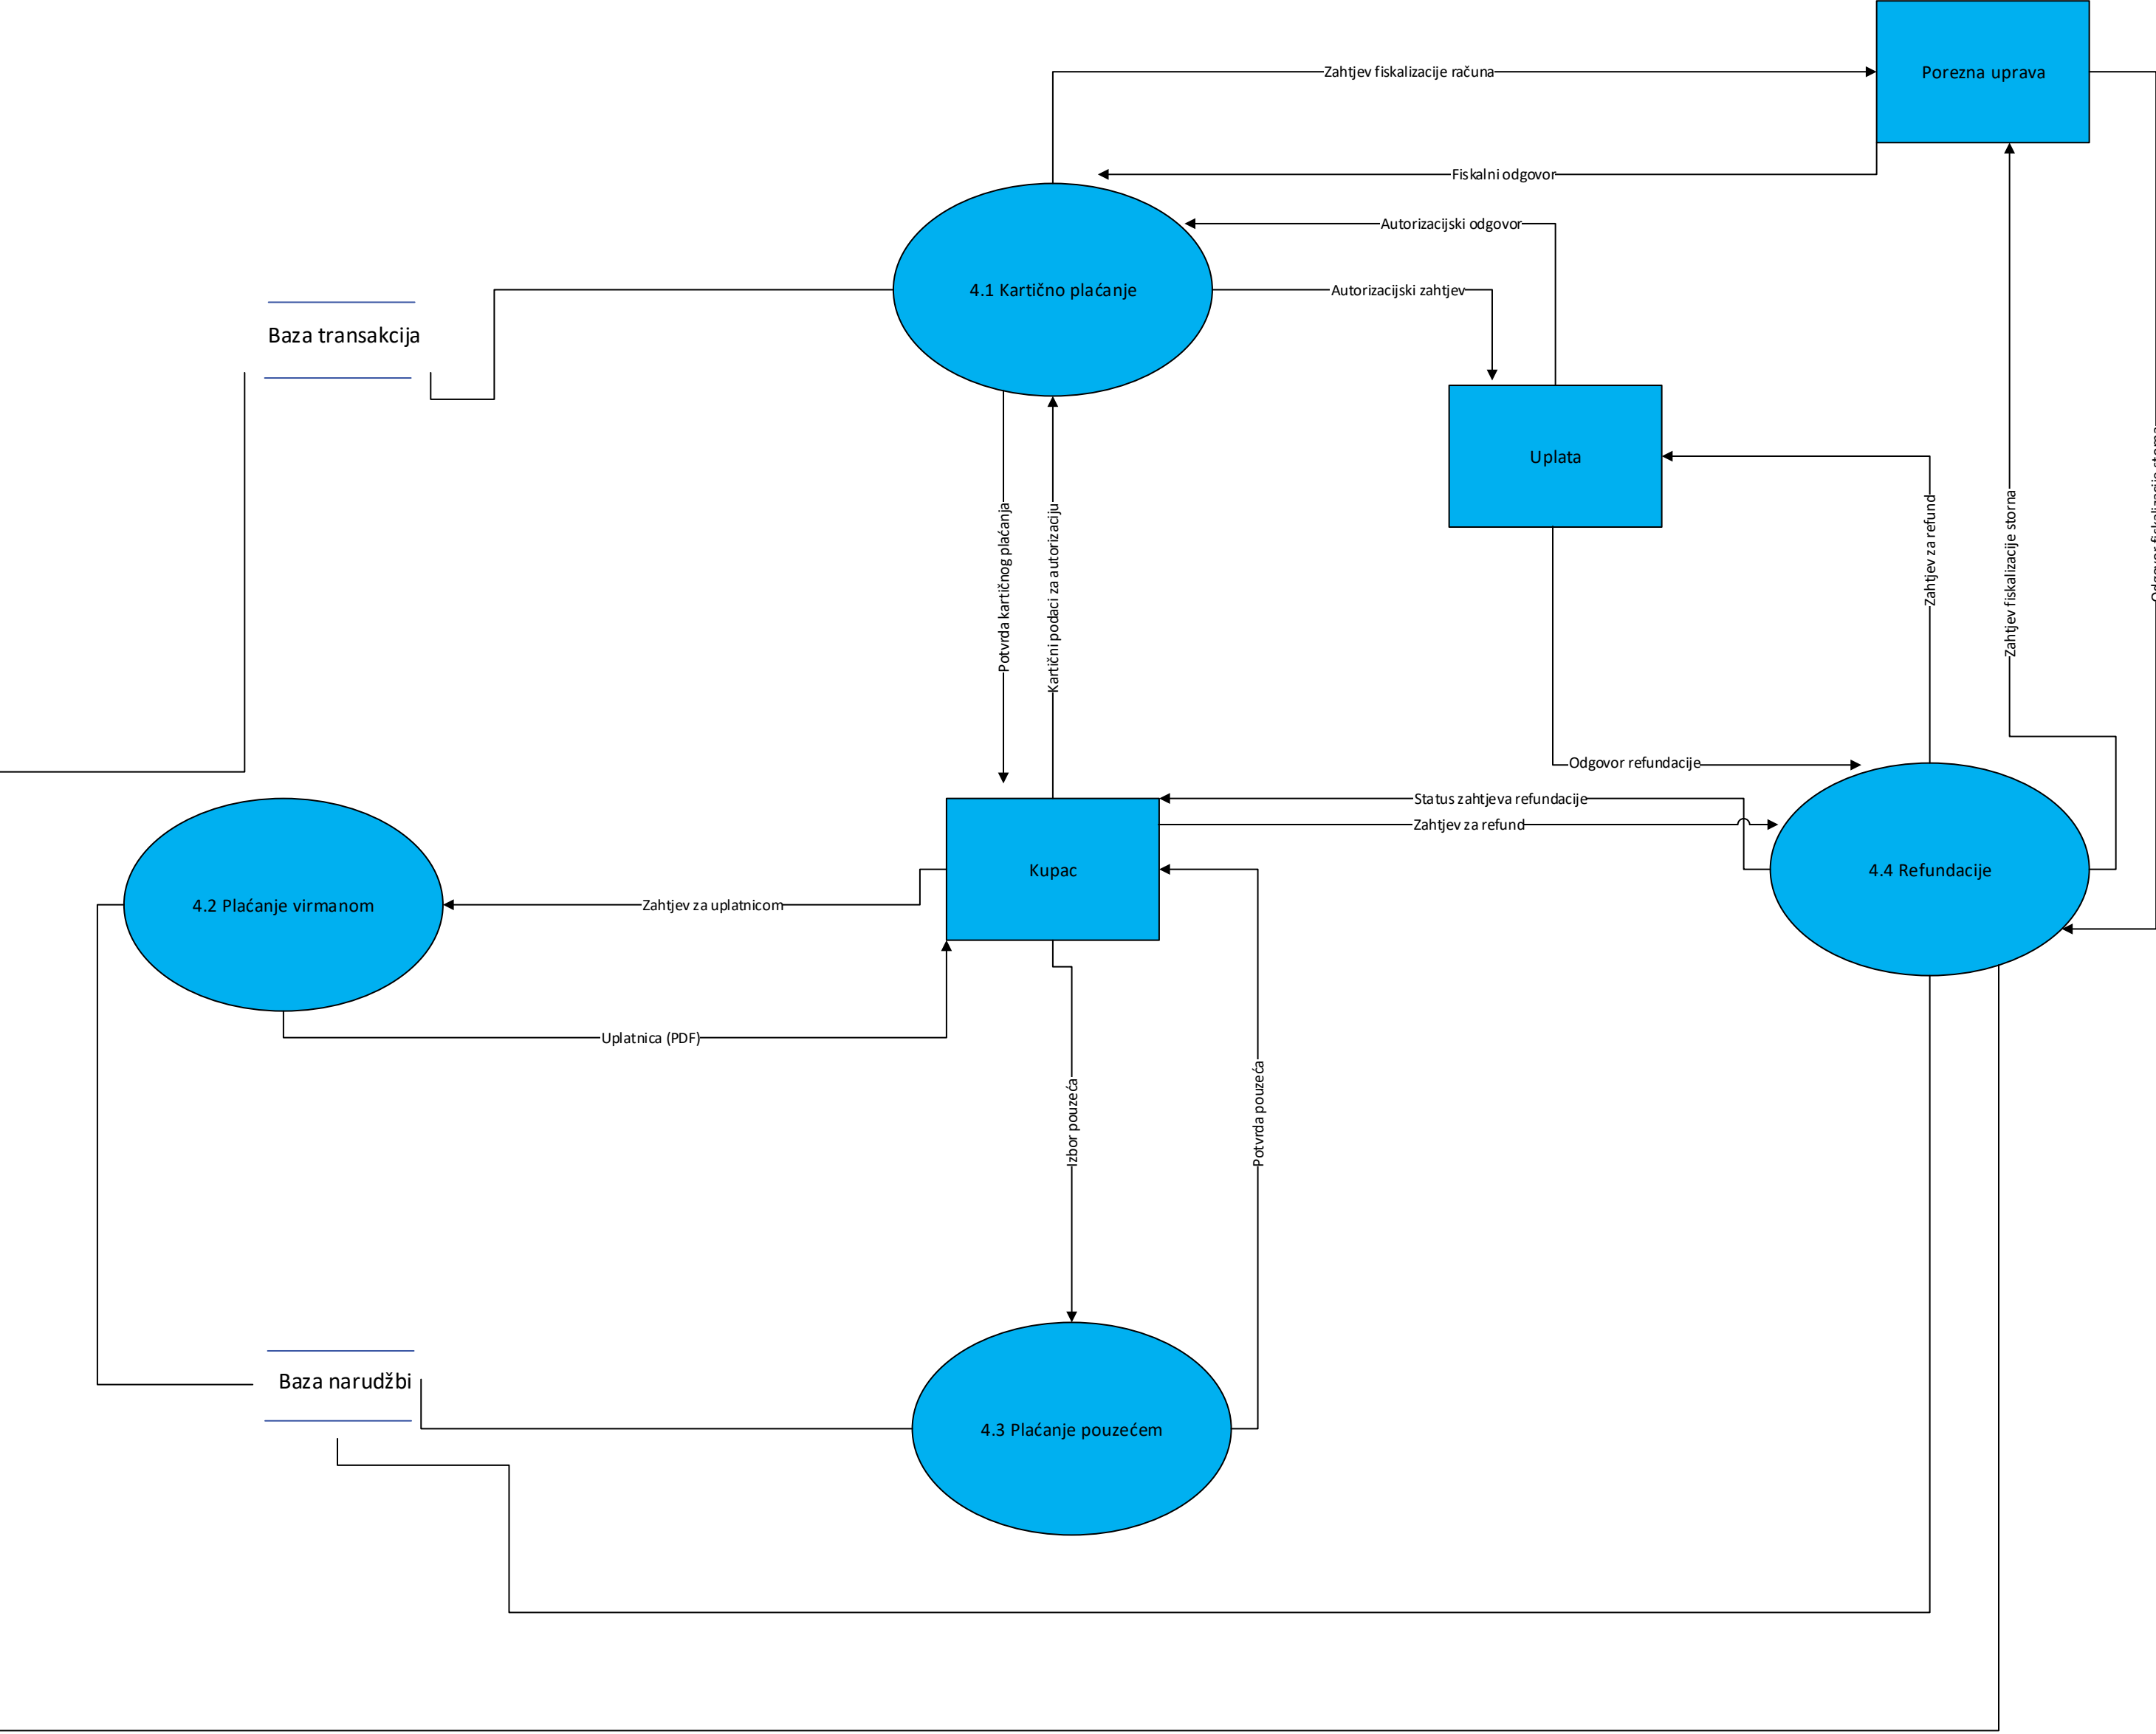 Porezna uprava
Zahtjev fiskalizacije računa
Fiskalni odgovor
Autorizacijski odgovor
4.1 Kartično plaćanje
Autorizacijski zahtjev
Baza transakcija
Uplata
Potvrda kartičnog plaćanja
Kartični podaci za autorizaciju
Zahtjev za refund
Zahtjev fiskalizacije storna
Odgovor fiskalizacije storna
Odgovor refundacije
Status zahtjeva refundacije
Zahtjev za refund
Kupac
4.4 Refundacije
4.2 Plaćanje virmanom
Zahtjev za uplatnicom
Uplatnica (PDF)
Izbor pouzeća
Potvrda pouzeća
Baza narudžbi
4.3 Plaćanje pouzećem